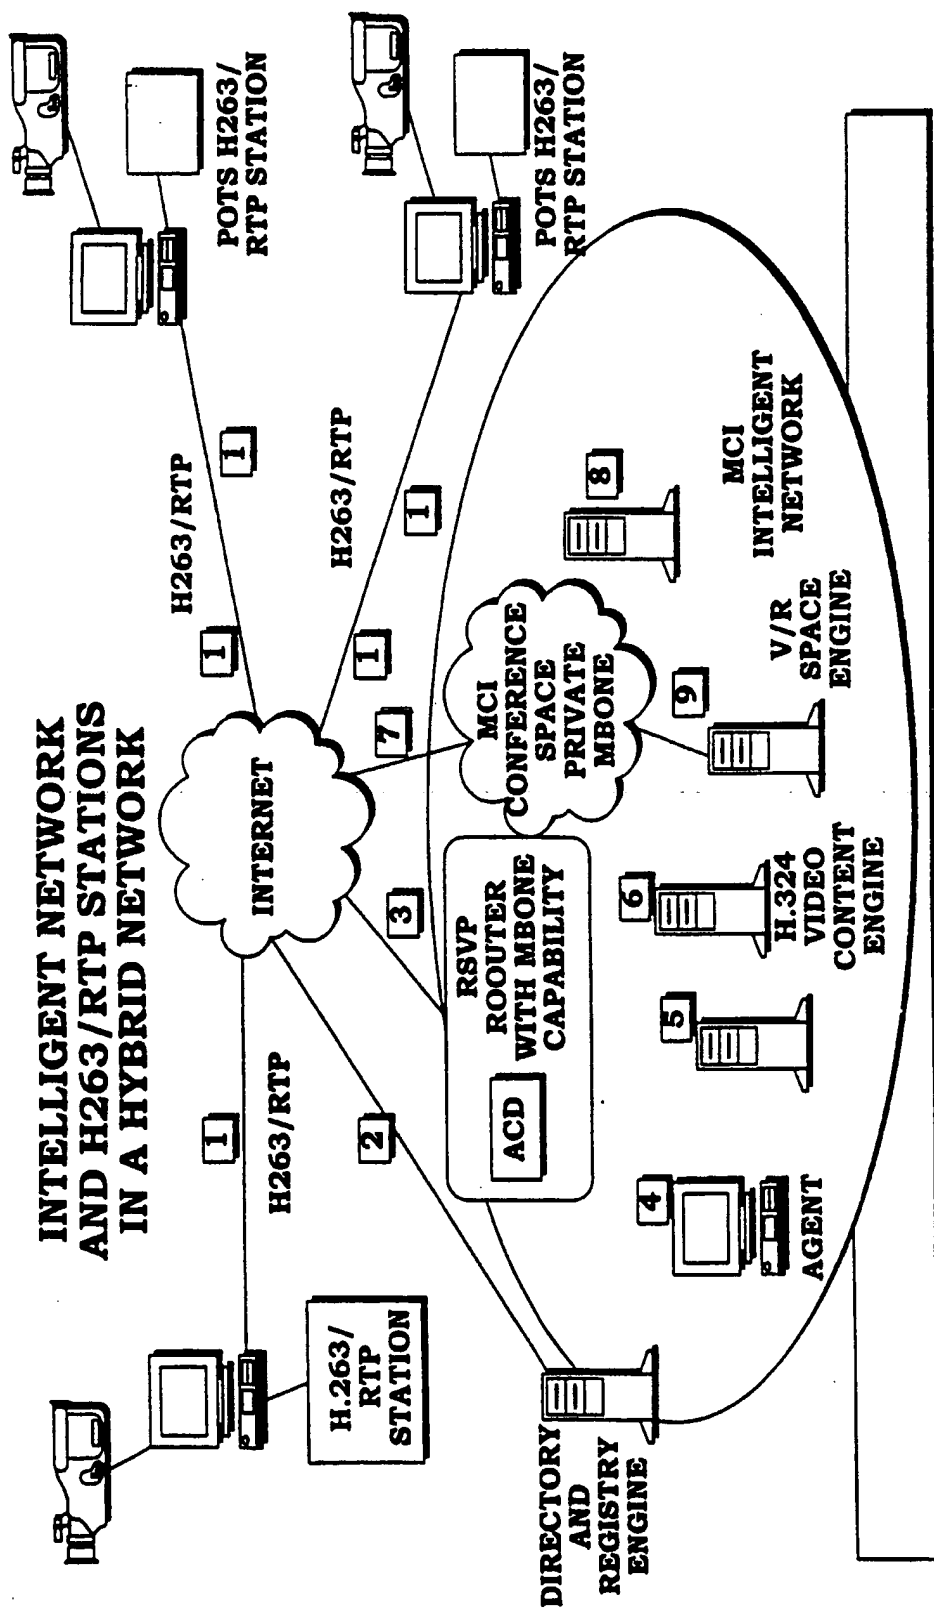 INTELLIGENT NETWORK
AND H263/RTP STATIONS
IN A HYBRID NETWORK
POTS H263/
RTP STATION
H263/RTP
1
1
1
H263/RTP
INTERNET
H.263/
RTP
STATION
POTS H263/
RTP STATION
H263/RTP
1
1
2
3
7
DIRECTORY
AND
REGISTRY
ENGINE
ACD
RSVP
ROOUTER
WITH MBONE
CAPABILITY
MCI
CONFERENCE
SPACE
PRIVATE
MBONE
4
AGENT
5
6
H.324
VIDEO
CONTENT
ENGINE
9
V/R
SPACE
ENGINE
8
MCI
INTELLIGENT
NETWORK